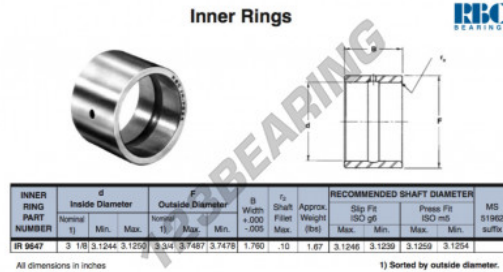 Inner Rings
RBC
BEARINGS
B
d
F
123BEARING
INNER RING PART NUMBER
d Inside Diameter
Nominal 1) Min. Max.
F Outside Diameter
Nominal 1) Max. Min.
B Width +.000 -.005
Shaft Fillet Max.
Approx. Weight (lbs)
RECOMMENDED SHAFT DIAMETER
Slip Fit ISO g6
Max. Min.
Press Fit ISO m5
Max. Min.
MS 51962 suffix
IR 9647 3 1/8 3.1244 3.1250 3 3/4 3.7487 3.7478 1.760 .10 1.67 3.1246 3.1239 3.1259 3.1254
All dimensions in inches
1) Sorted by outside diameter.